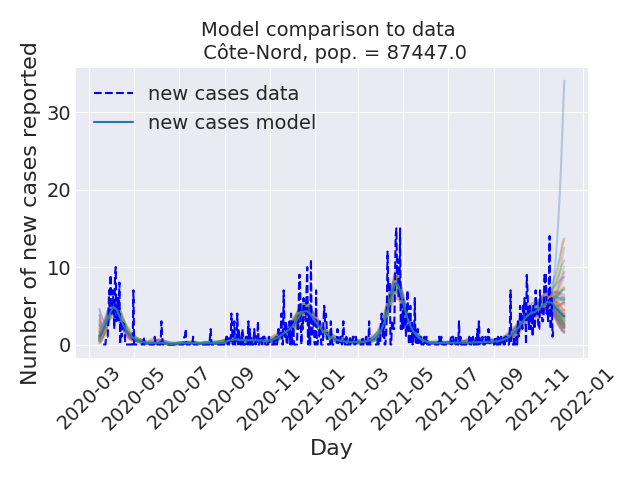 Model comparison to data
Côte-Nord, pop. = 87447.0
Number of new cases reported
30
20
10
0
new cases data
new cases model
2020-03
2020-05
2020-07
2020-09
2020-11
2021-01
2021-03
2021-05
2021-07
2021-09
2021-11
2022-01
Day